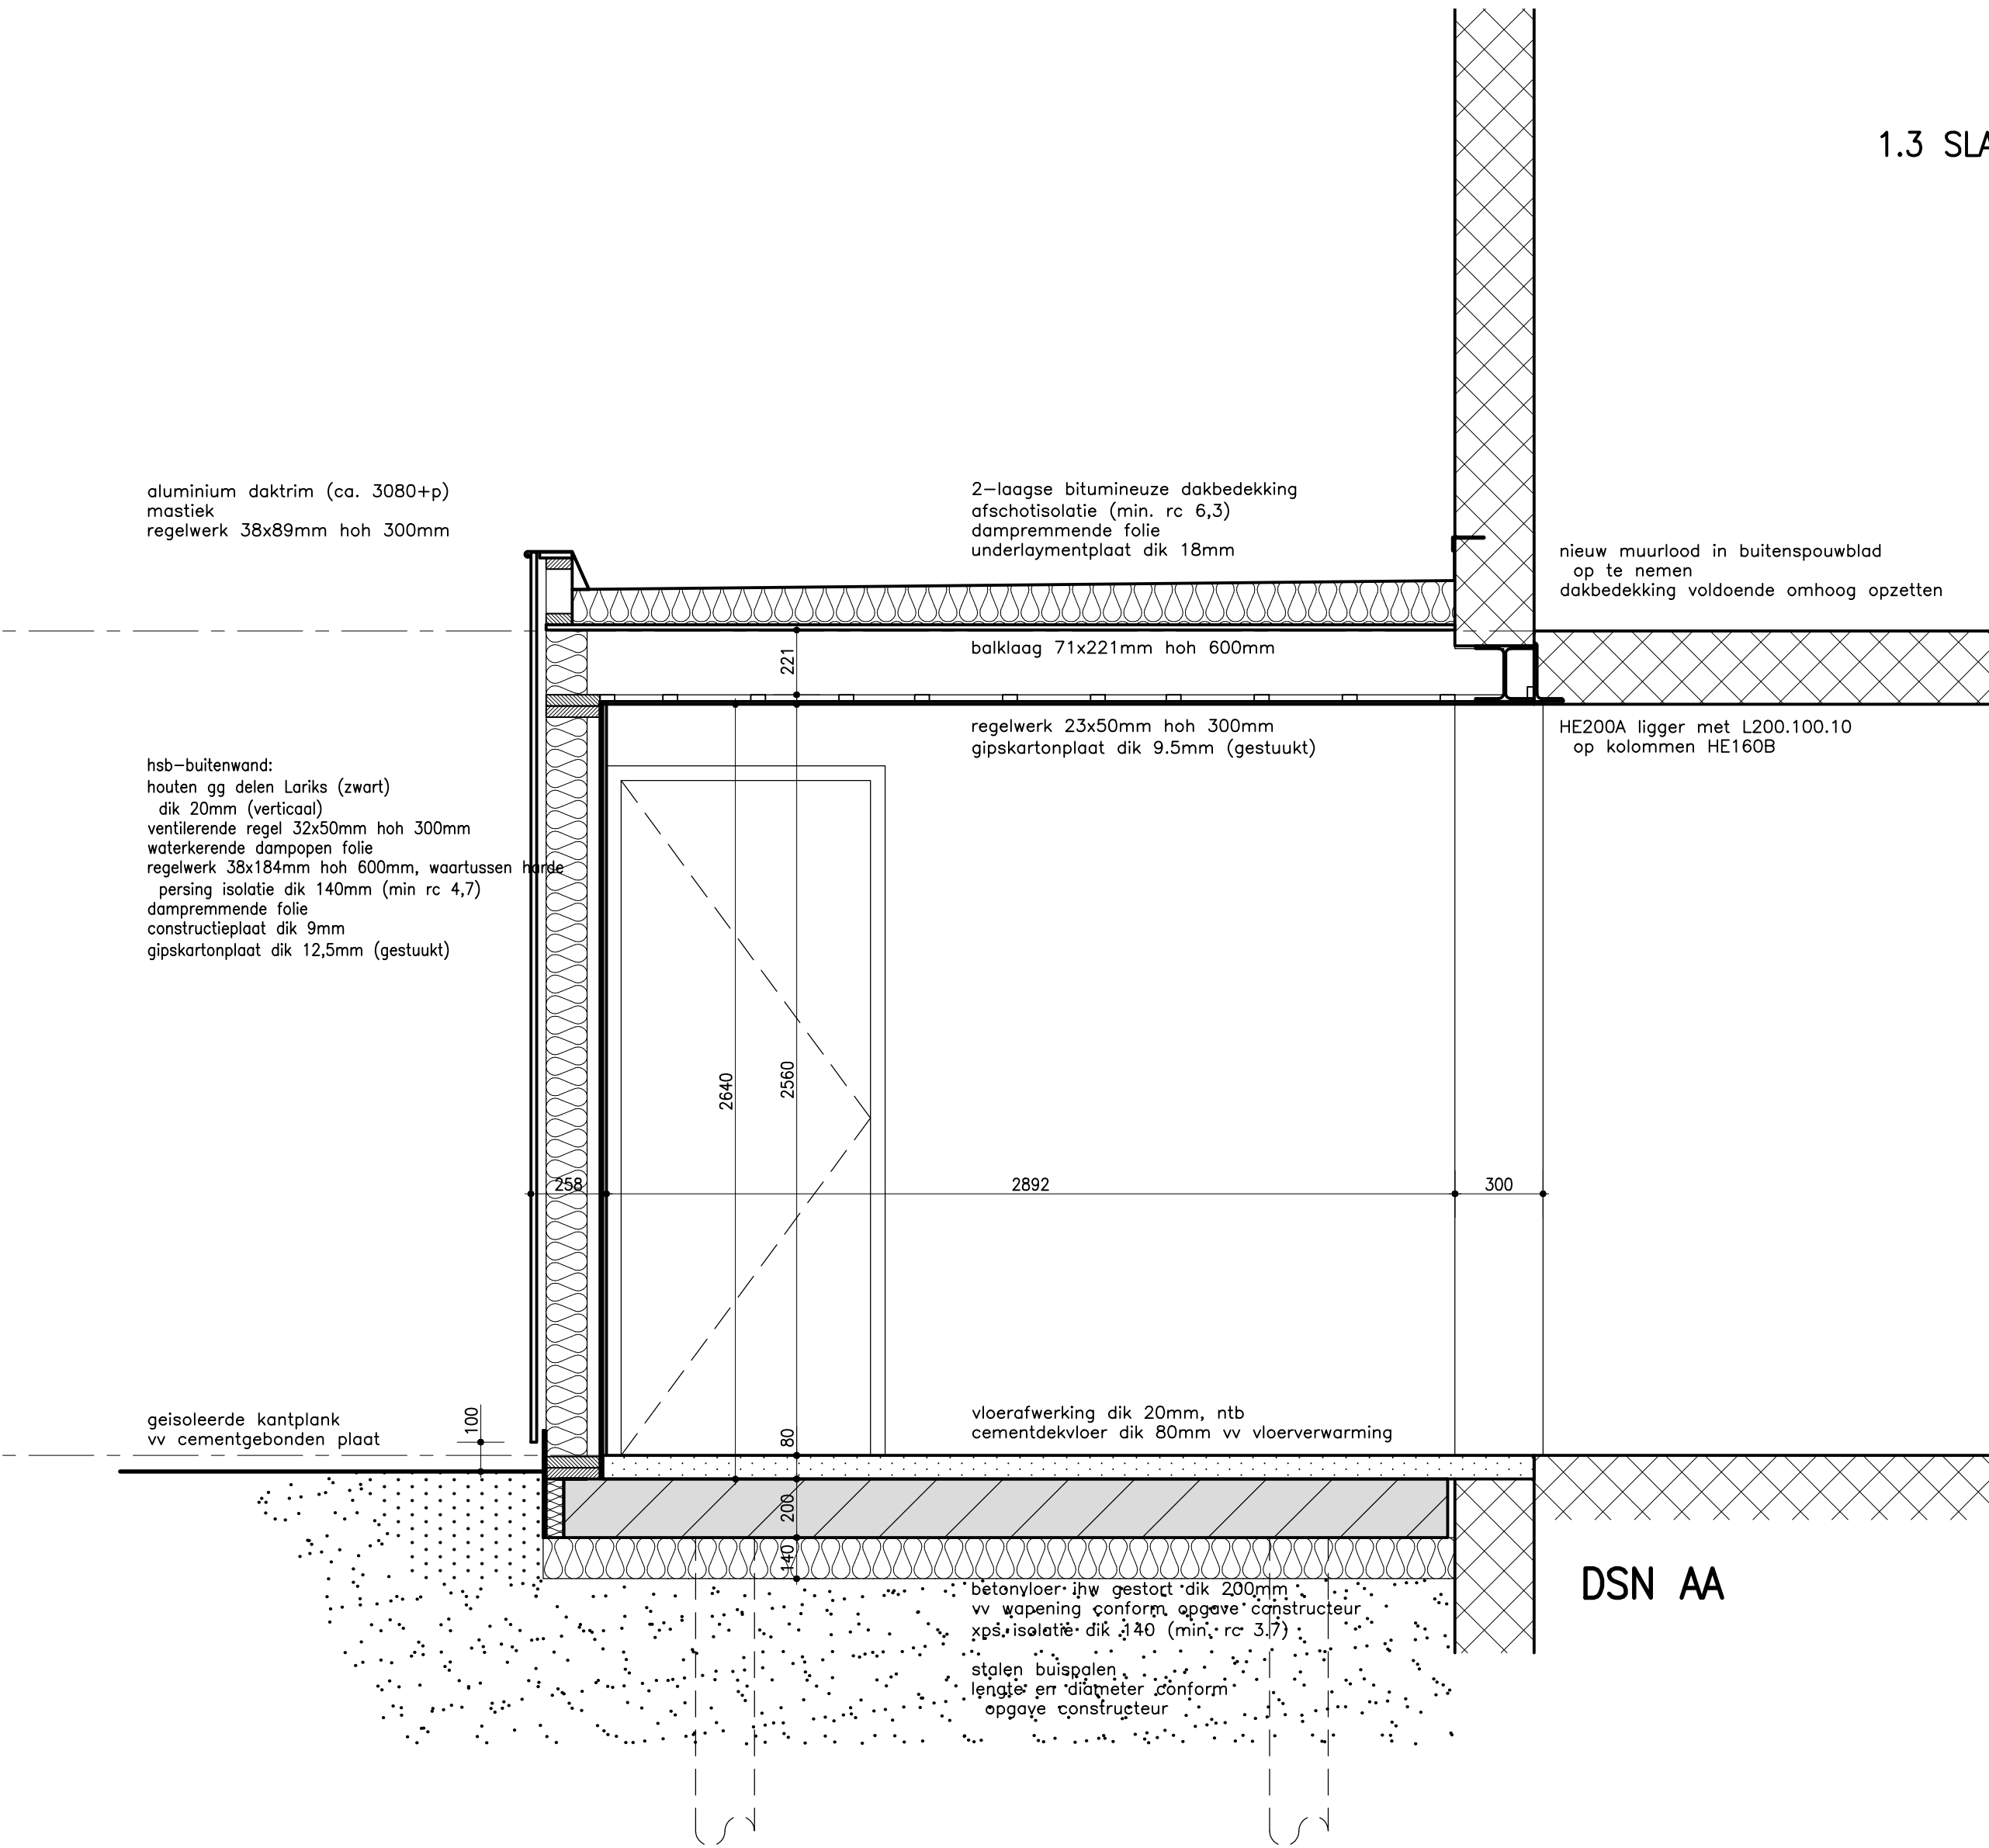 1.3 SLA
aluminium daktrim (ca. 3080+p)
mastiek
regelwerk 38x89mm hoh 300mm
2-laagse bitumineuze dakbedekking
afschotisolatie (min. rc 6,3)
dampremmende folie
underlaymentplaat dik 18mm
nieuw muurlood in buitenspouwblad
op te nemen
dakbedekking voldoende omhoog opzetten
221
balklaag 71x221mm hoh 600mm
regelwerk 23x50mm hoh 300mm
gipskartonplaat dik 9.5mm (gestuukt)
HE200A ligger met L200.100.10
op kolommen HE160B
hsb-buitenwand:
houten gg delen Lariks (zwart)
dik 20mm (verticaal)
ventilerende regel 32x50mm hoh 300mm
waterkerende dampopen folie
regelwerk 38x184mm hoh 600mm, waartussen harde
persing isolatie dik 140mm (min rc 4,7)
dampremmende folie
constructieplaat dik 9mm
gipskartonplaat dik 12,5mm (gestuukt)
2640
2560
258
2892
300
geisoleerde kantplank
vv cementgebonden plaat
100
80
vloerafwerking dik 20mm, ntb
cementdekvloer dik 80mm vv vloerverwarming
200
140
betonvloer ihw gestort dik 200mm
vv wapening conform opgave constructeur
xps isolatie dik 140 (min. rc 3.7)
stalen buispalen
lengte en diameter conform
opgave constructeur
DSN AA